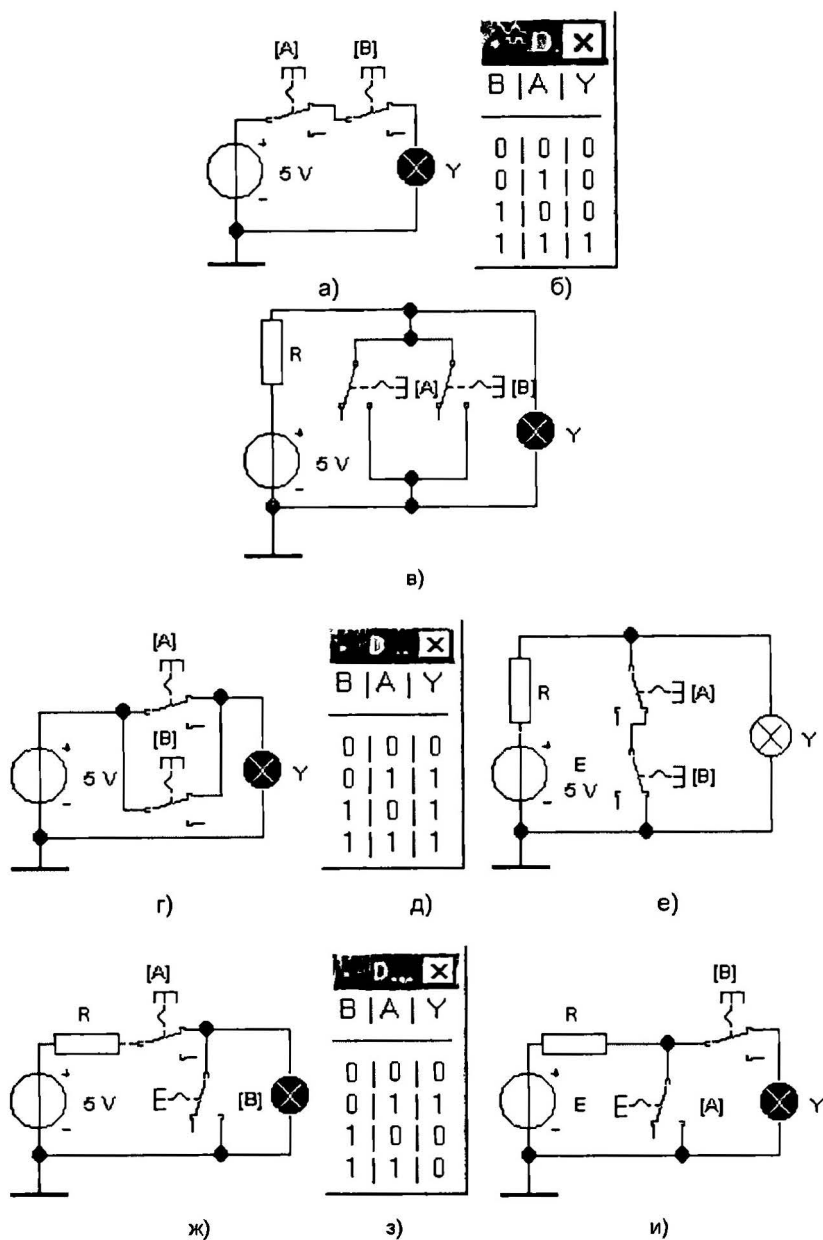 [A] [B]
5 V Y
а)
D. ×
B | A | Y
0 | 0 | 0
0 | 1 | 0
1 | 0 | 0
1 | 1 | 1
б)
R [A] [B]
5 V Y
в)
[A]
[B]
5 V Y
г)
D .. ×
B | A | Y
0 | 0 | 0
0 | 1 | 1
1 | 0 | 1
1 | 1 | 1
д)
R [A]
Y
E [B]
5 V
е)
[A]
R
5 V [B]
ж)
D... ×
B | A | Y
0 | 0 | 0
0 | 1 | 1
1 | 0 | 0
1 | 1 | 0
з)
[B]
R
E [A] Y
и)